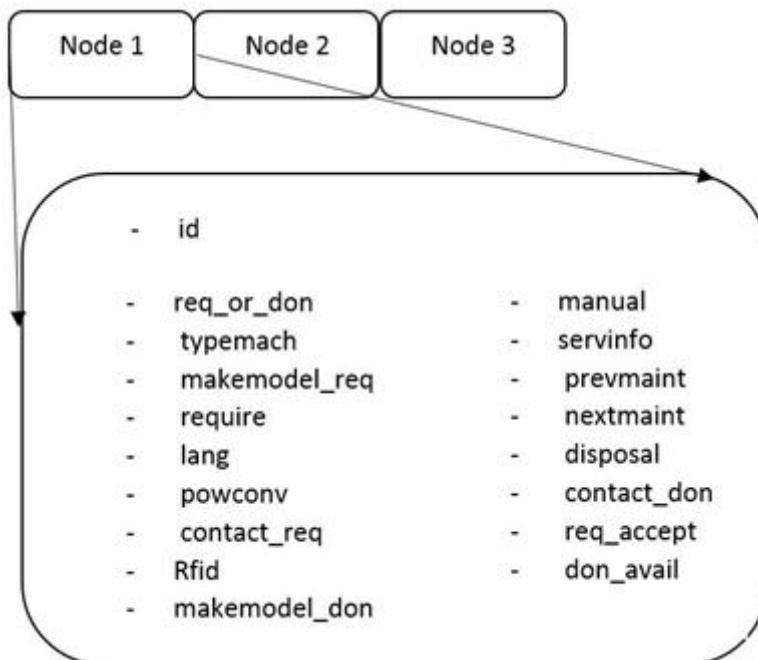 Node 1
Node 2
Node 3
- id
- req_or_don
- typemach
- makemodel_req
- require
- lang
- powconv
- contact_req
- Rfid
- makemodel_don
- manual
- servinfo
- prevmaint
- nextmaint
- disposal
- contact_don
- req_accept
- don_avail